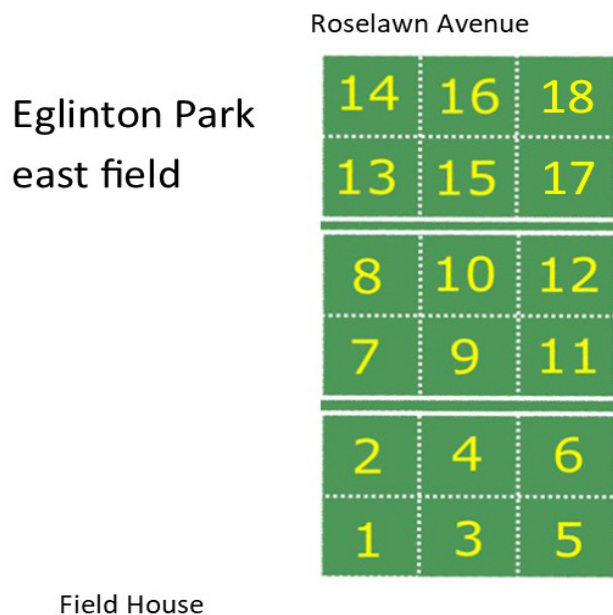 Roselawn Avenue
Eglinton Park
east field
14 16 18
13 15 17
8 10 12
7 9 11
2 4 6
1 3 5
Field House